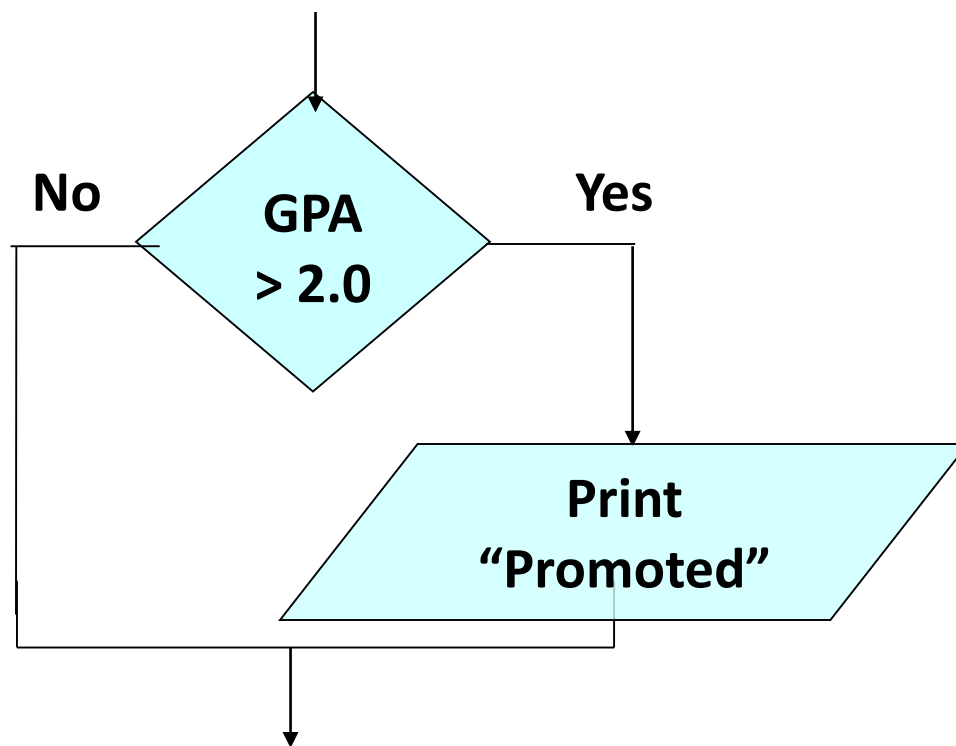 No
Yes
GPA
> 2.0
Print
“Promoted”